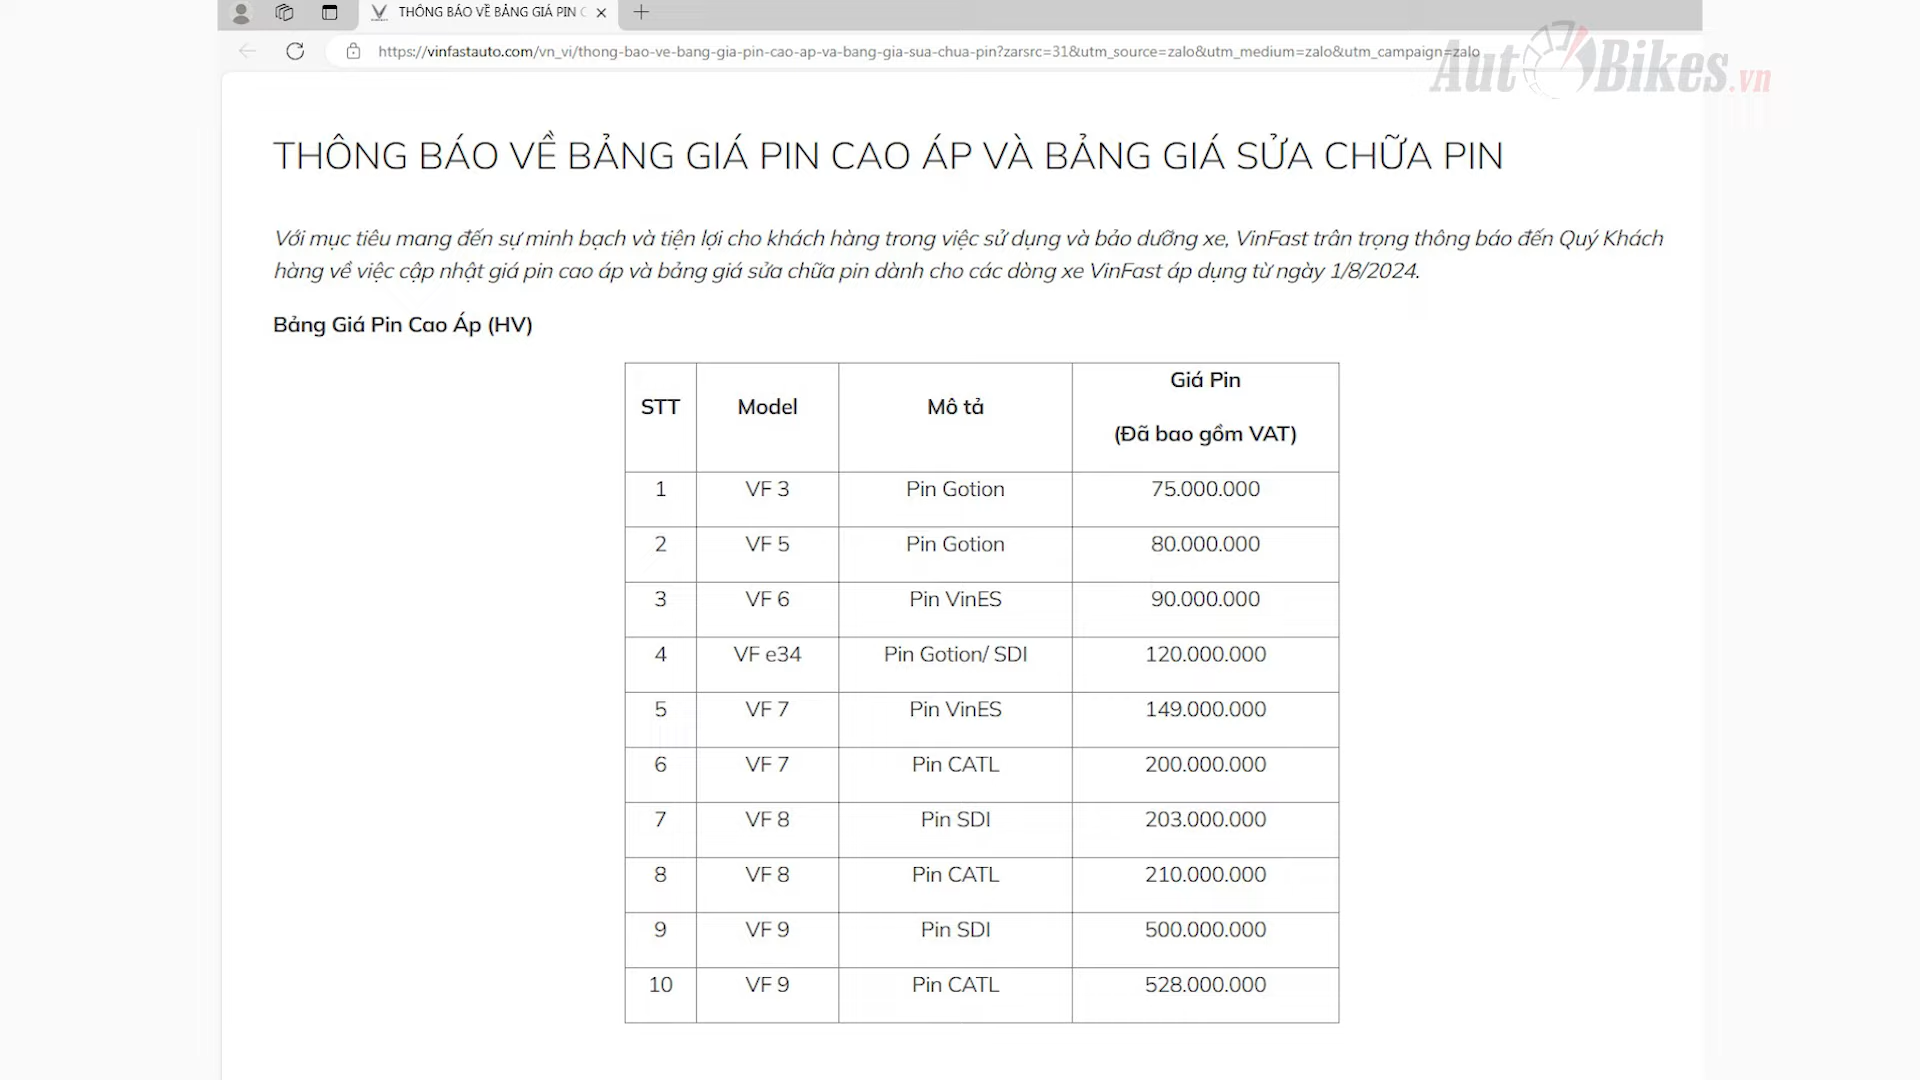 THÔNG BÁO VỀ BẢNG GIÁ PIN C
https://vinfastauto.com/vn_vi/thong-bao-ve-bang-gia-pin-cao-ap-va-bang-gia-sua-chua-pin?zarsrc=31&utm_source=zalo&utm_medium=zalo&utm_campaign=zalo
AutoBikes.vn
THÔNG BÁO VỀ BẢNG GIÁ PIN CAO ÁP VÀ BẢNG GIÁ SỬA CHỮA PIN
Với mục tiêu mang đến sự minh bạch và tiện lợi cho khách hàng trong việc sử dụng và bảo dưỡng xe, VinFast trân trọng thông báo đến Quý Khách
hàng về việc cập nhật giá pin cao áp và bảng giá sửa chữa pin dành cho các dòng xe VinFast áp dụng từ ngày 1/8/2024.
Bảng Giá Pin Cao Áp (HV)
STT Model Mô tả Giá Pin
(Đã bao gồm VAT)
1 VF 3 Pin Gotion 75.000.000
2 VF 5 Pin Gotion 80.000.000
3 VF 6 Pin VinES 90.000.000
4 VF e34 Pin Gotion/ SDI 120.000.000
5 VF 7 Pin VinES 149.000.000
6 VF 7 Pin CATL 200.000.000
7 VF 8 Pin SDI 203.000.000
8 VF 8 Pin CATL 210.000.000
9 VF 9 Pin SDI 500.000.000
10 VF 9 Pin CATL 528.000.000